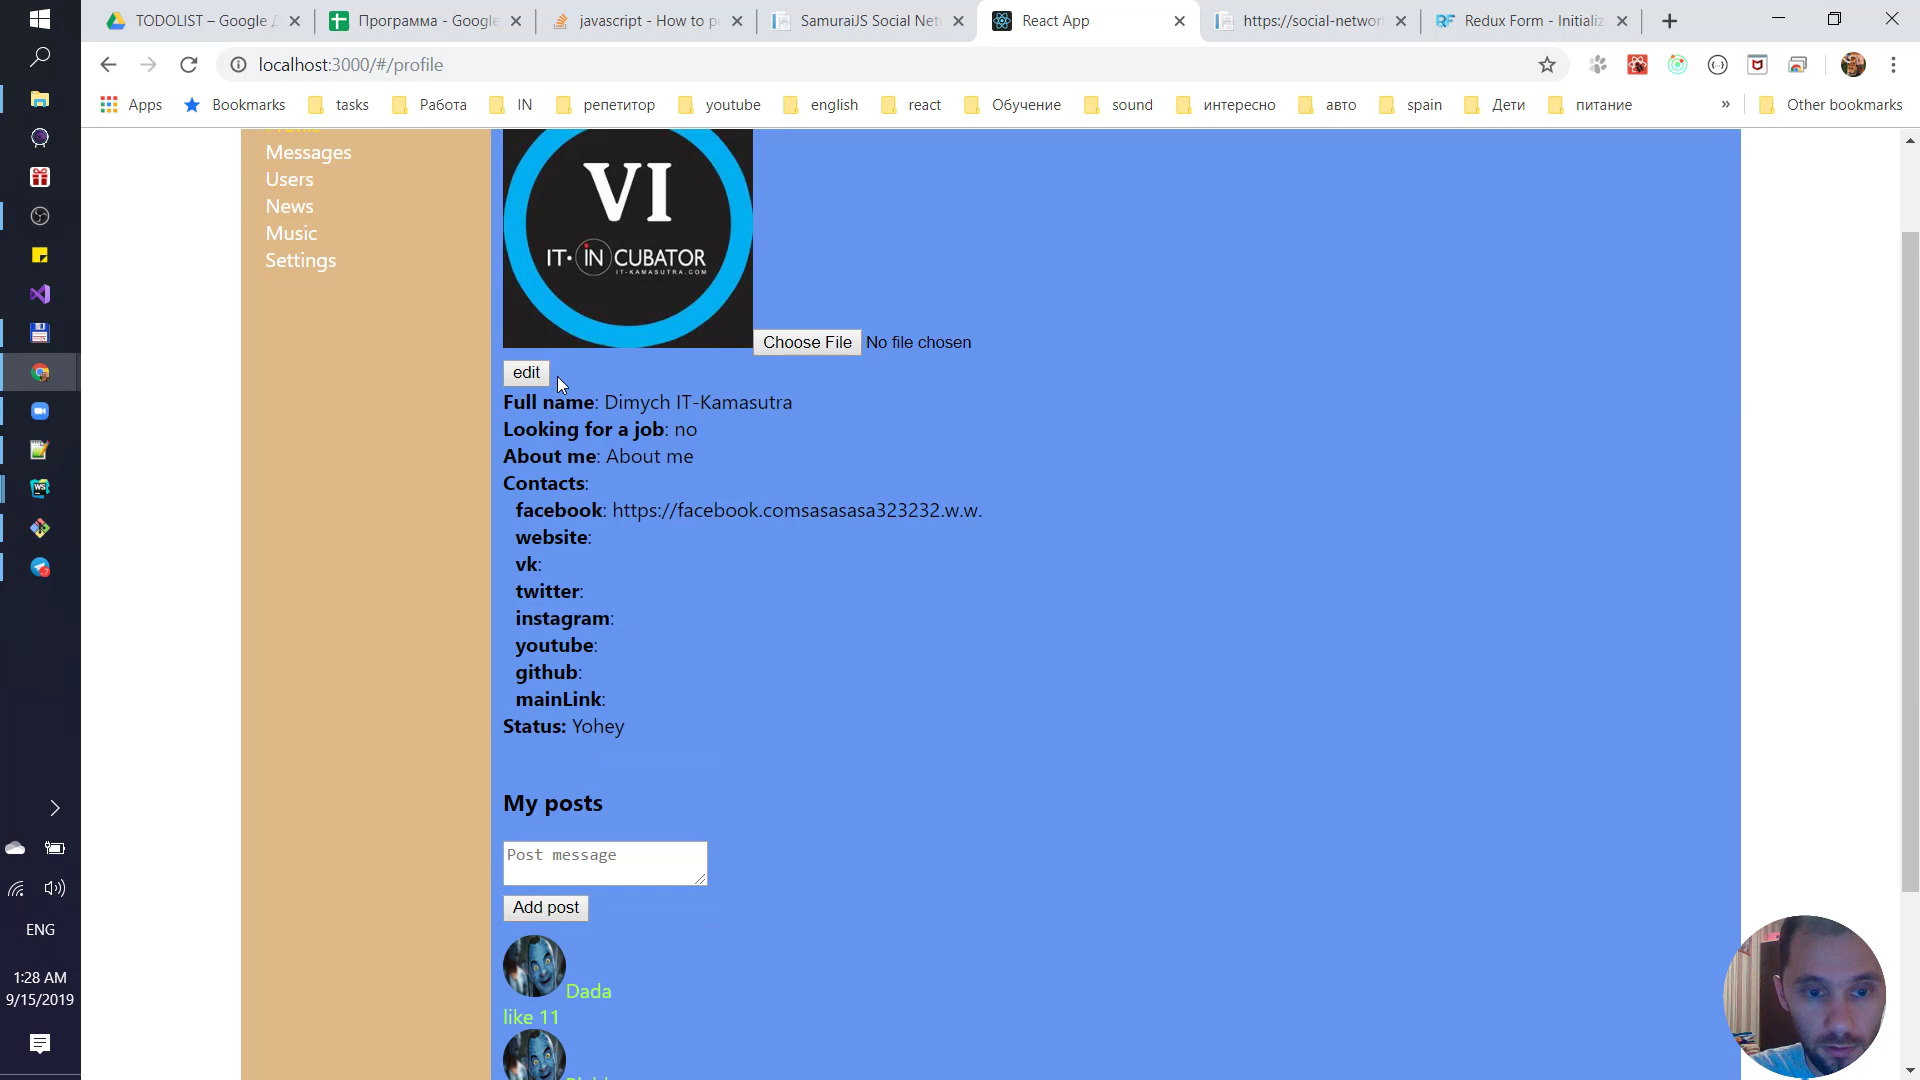 TODOLIST – Google Д
Программа - Google
javascript - How to p
SamuraiJS Social Net
React App
https://social-networ
Redux Form - Initializ
localhost:3000/#/profile
Apps
Bookmarks
tasks
Работа
IN
репетитор
youtube
english
react
Обучение
sound
интересно
авто
spain
Дети
питание
»
Other bookmarks
Messages
Users
News
Music
Settings
VI
IT· IN CUBATOR
IT-KAMASUTRA.COM
Choose File No file chosen
edit
Full name: Dimych IT-Kamasutra
Looking for a job: no
About me: About me
Contacts:
facebook: https://facebook.comsasasasa323232.w.w.
website:
vk:
twitter:
instagram:
youtube:
github:
mainLink:
Status: Yohey
My posts
Post message
Add post
Dada
like 11
ENG
1:28 AM
9/15/2019